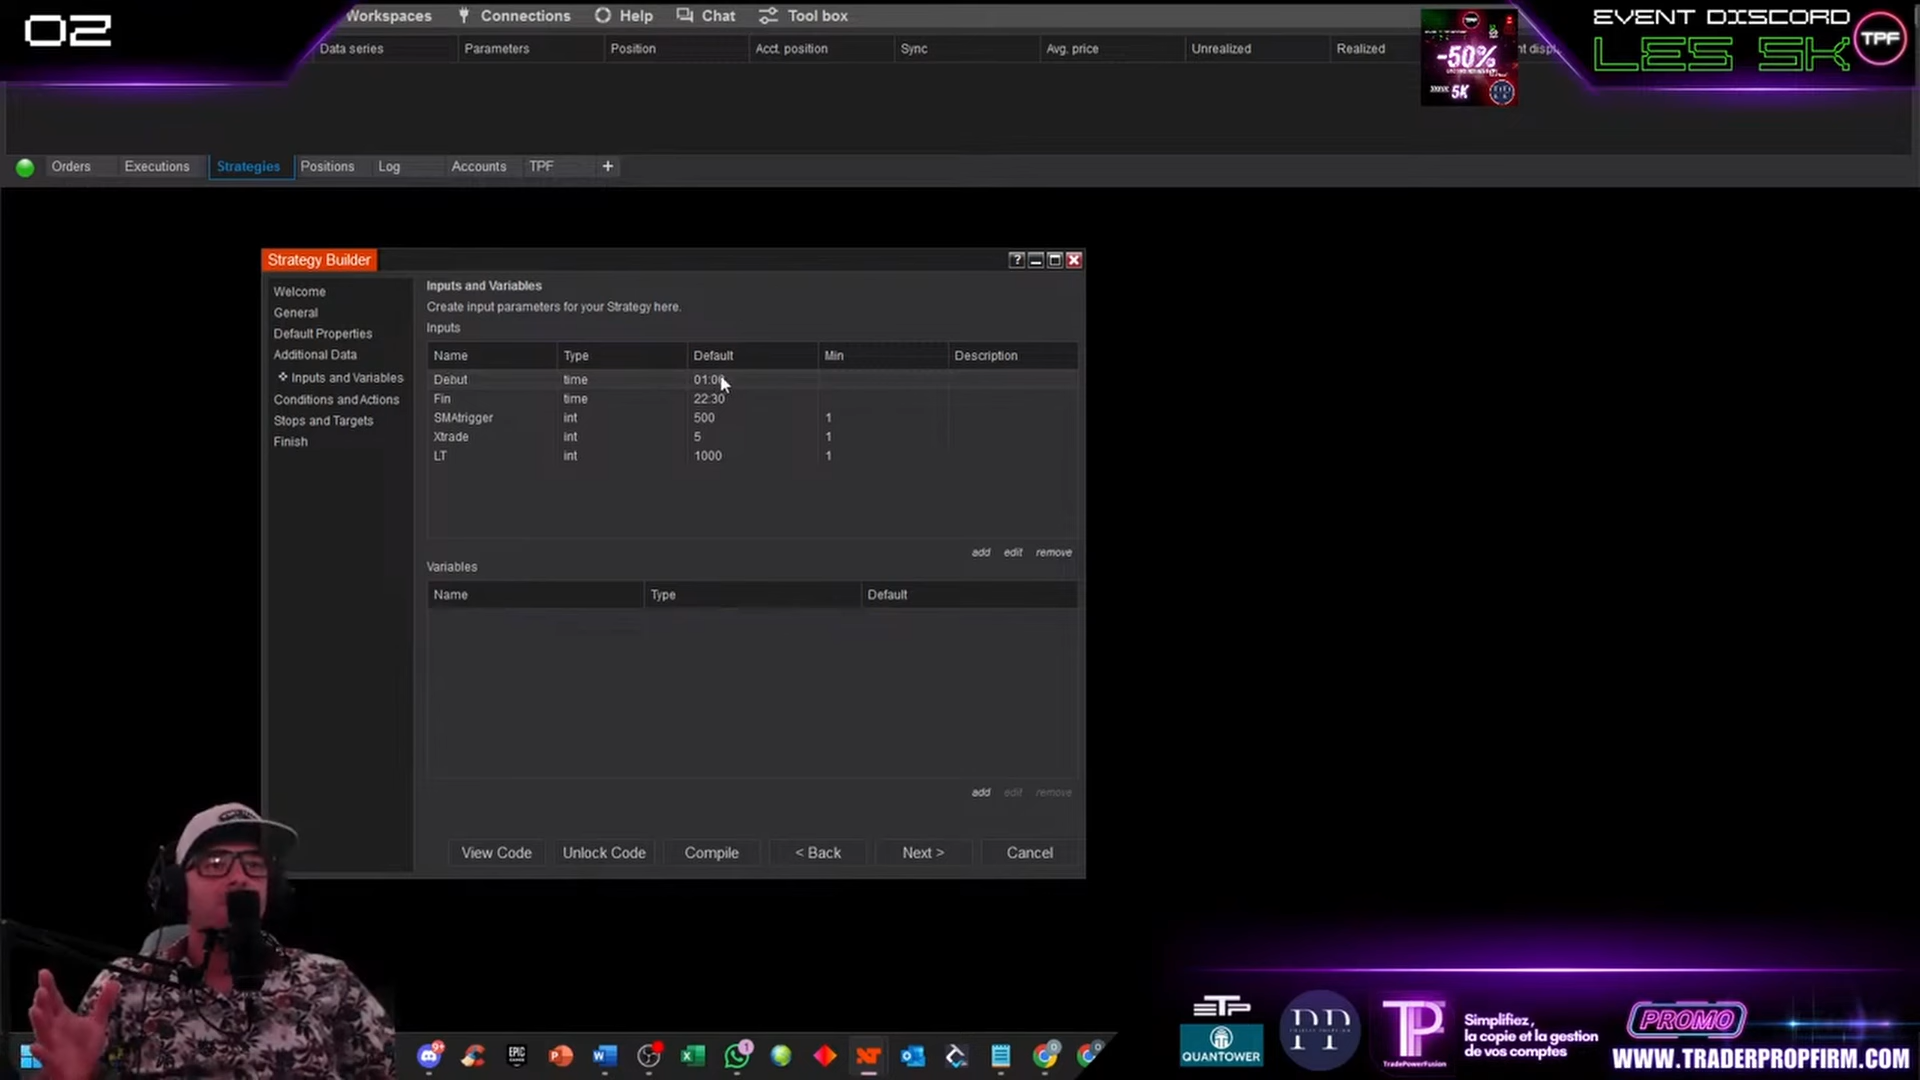 02
Workspaces Connections Help Chat Tool box
Data series Parameters Position Acct. position Sync Avg. price Unrealized Realized
-50%
5K
EVENT DISCORD
LES 5K
TPF
Orders Executions Strategies Positions Log Accounts TPF +
Strategy Builder
?
Welcome
General
Default Properties
Additional Data
Inputs and Variables
Conditions and Actions
Stops and Targets
Finish
Inputs and Variables
Create input parameters for your Strategy here.
Inputs
Name Type Default Min Description
Debut time 01:00
Fin time 22:30
SMAtrigger int 500 1
Xtrade int 5 1
LT int 1000 1
add edit remove
Variables
Name Type Default
add edit remove
View Code Unlock Code Compile < Back Next > Cancel
QUANTOWER
PP
TP
TradePowerFusion
Simplifiez,
la copie et la gestion
de vos comptes
PROMO
WWW.TRADERPROPFIRM.COM
EPIC